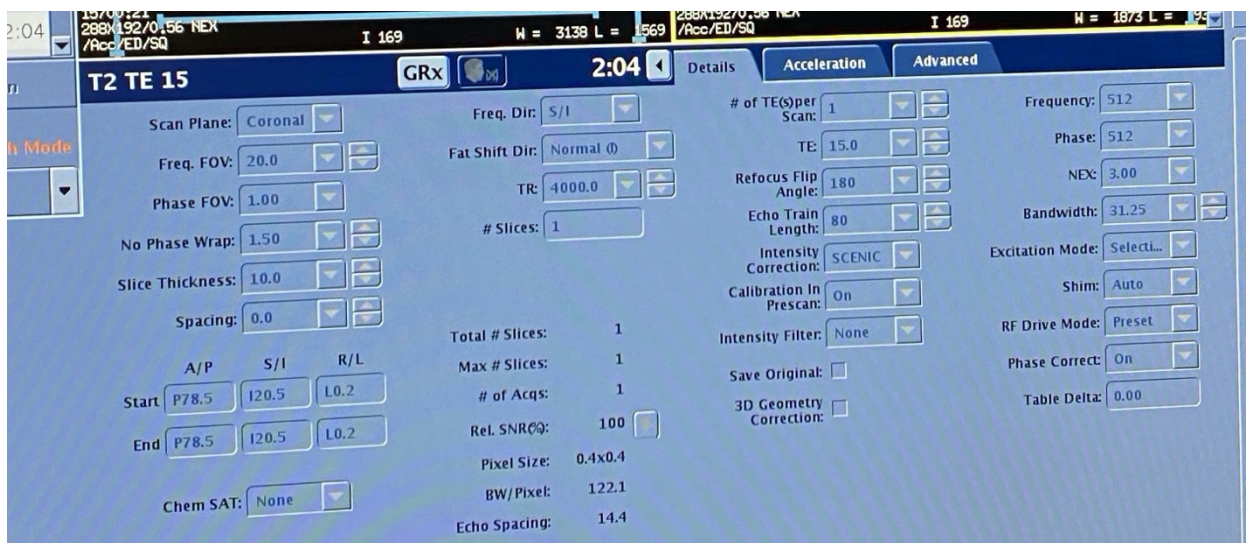 2:04
15/00:21
288X192/0.56 NEX
/Acc/ED/SQ
I 169
W = 3138 L = 1569
288X192/0.56 NEX
/Acc/ED/SQ
I 169
W = 1873 L =
h Mode
T2 TE 15
GRx
2:04
Scan Plane: Coronal
Freq. FOV: 20.0
Phase FOV: 1.00
No Phase Wrap: 1.50
Slice Thickness: 10.0
Spacing: 0.0
A/P S/I R/L
Start P78.5 I20.5 L0.2
End P78.5 I20.5 L0.2
Chem SAT: None
Freq. Dir: S/I
Fat Shift Dir: Normal (I)
TR: 4000.0
# Slices: 1
Total # Slices: 1
Max # Slices: 1
# of Acqs: 1
Rel. SNR(%): 100
Pixel Size: 0.4x0.4
BW/Pixel: 122.1
Echo Spacing: 14.4
Details
Acceleration
Advanced
# of TE(s)per
Scan: 1
TE: 15.0
Refocus Flip
Angle: 180
Echo Train
Length: 80
Intensity
Correction: SCENIC
Calibration In
Prescan: On
Intensity Filter: None
Save Original:
3D Geometry
Correction:
Frequency: 512
Phase: 512
NEX: 3.00
Bandwidth: 31.25
Excitation Mode: Selecti...
Shim: Auto
RF Drive Mode: Preset
Phase Correct: On
Table Delta: 0.00